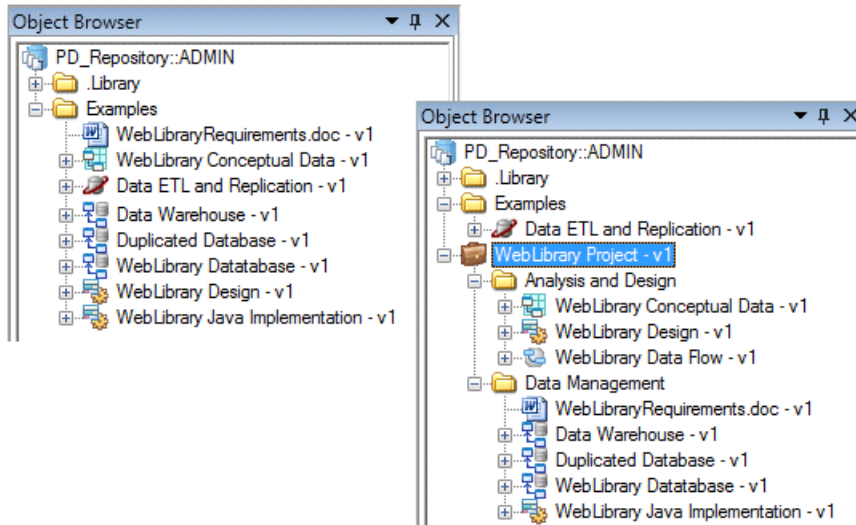 Object Browser
PD_Repository::ADMIN
.Library
Examples
WebLibraryRequirements.doc - v1
WebLibrary Conceptual Data - v1
Data ETL and Replication - v1
Data Warehouse - v1
Duplicated Database - v1
WebLibrary Datatabase - v1
WebLibrary Design - v1
WebLibrary Java Implementation - v1
Object Browser
PD_Repository::ADMIN
.Library
Examples
Data ETL and Replication - v1
WebLibrary Project - v1
Analysis and Design
WebLibrary Conceptual Data - v1
WebLibrary Design - v1
WebLibrary Data Flow - v1
Data Management
WebLibraryRequirements.doc - v1
Data Warehouse - v1
Duplicated Database - v1
WebLibrary Datatabase - v1
WebLibrary Java Implementation - v1